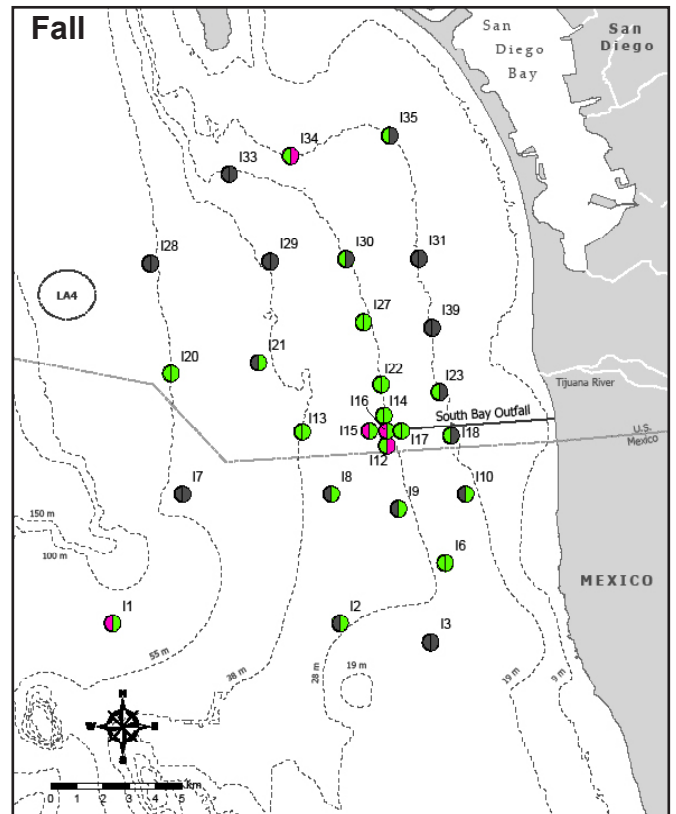 Fall
San
Diego
Bay
San
Diego
I35
I34
I33
I28
I29
I30
I31
LA4
I27
I39
I21
I20
I22
I23
Tijuana River
I16
I14
South Bay Outfall
I13
I15
I17
I18
U.S.
Mexico
I12
I7
I8
I9
I10
150 m
100 m
I6
MEXICO
I1
I2
I3
55 m
38 m
28 m
19 m
19 m
9 m
N
W
E
S
km
0 1 2 3 4 5